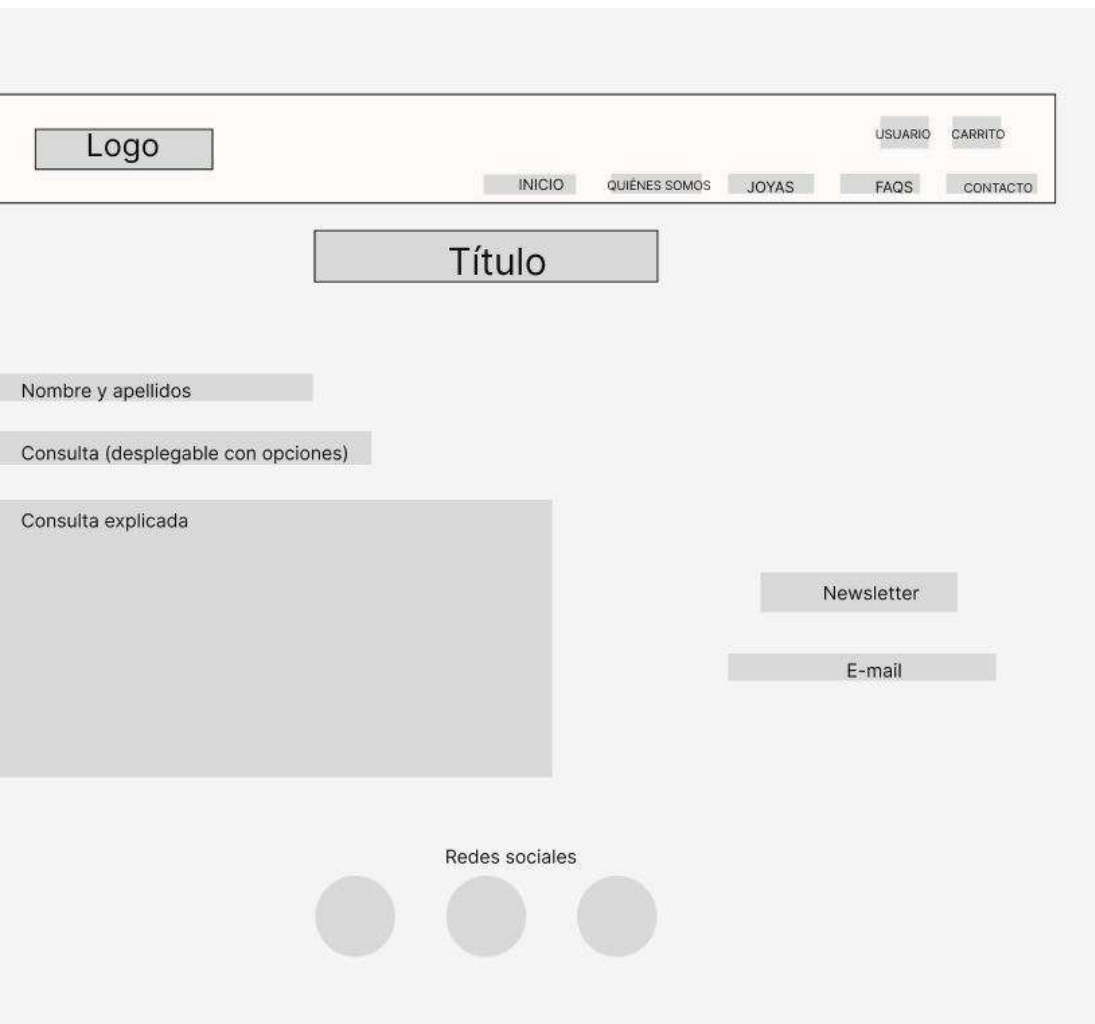 Logo
USUARIO CARRITO
INICIO QUIÉNES SOMOS JOYAS FAQS CONTACTO
Título
Nombre y apellidos
Consulta (desplegable con opciones)
Consulta explicada
Newsletter
E-mail
Redes sociales